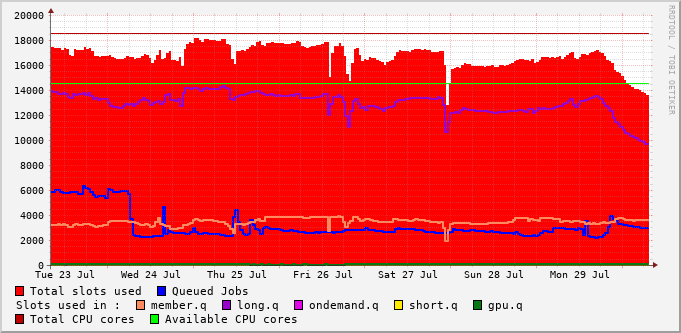 20000
18000
16000
14000
12000
10000
8000
6000
4000
2000
0
Tue 23 Jul Wed 24 Jul Thu 25 Jul Fri 26 Jul Sat 27 Jul Sun 28 Jul Mon 29 Jul
RRDTOOL / TOBI OETIKER
Total slots used Queued Jobs
Slots used in : member.q long.q ondemand.q short.q gpu.q
Total CPU cores Available CPU cores